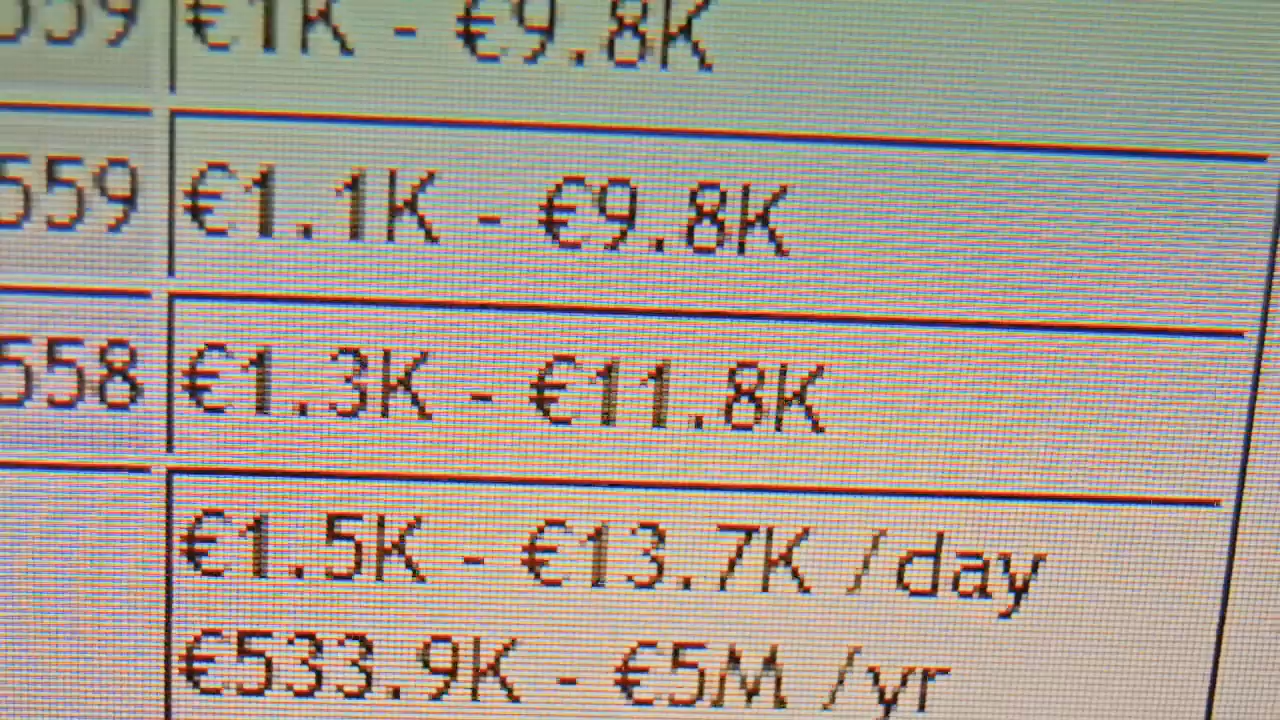 559 €1K - €9.8K
559 €1.1K - €9.8K
558 €1.3K - €11.8K
€1.5K - €13.7K /day
€533.9K - €5M /yr